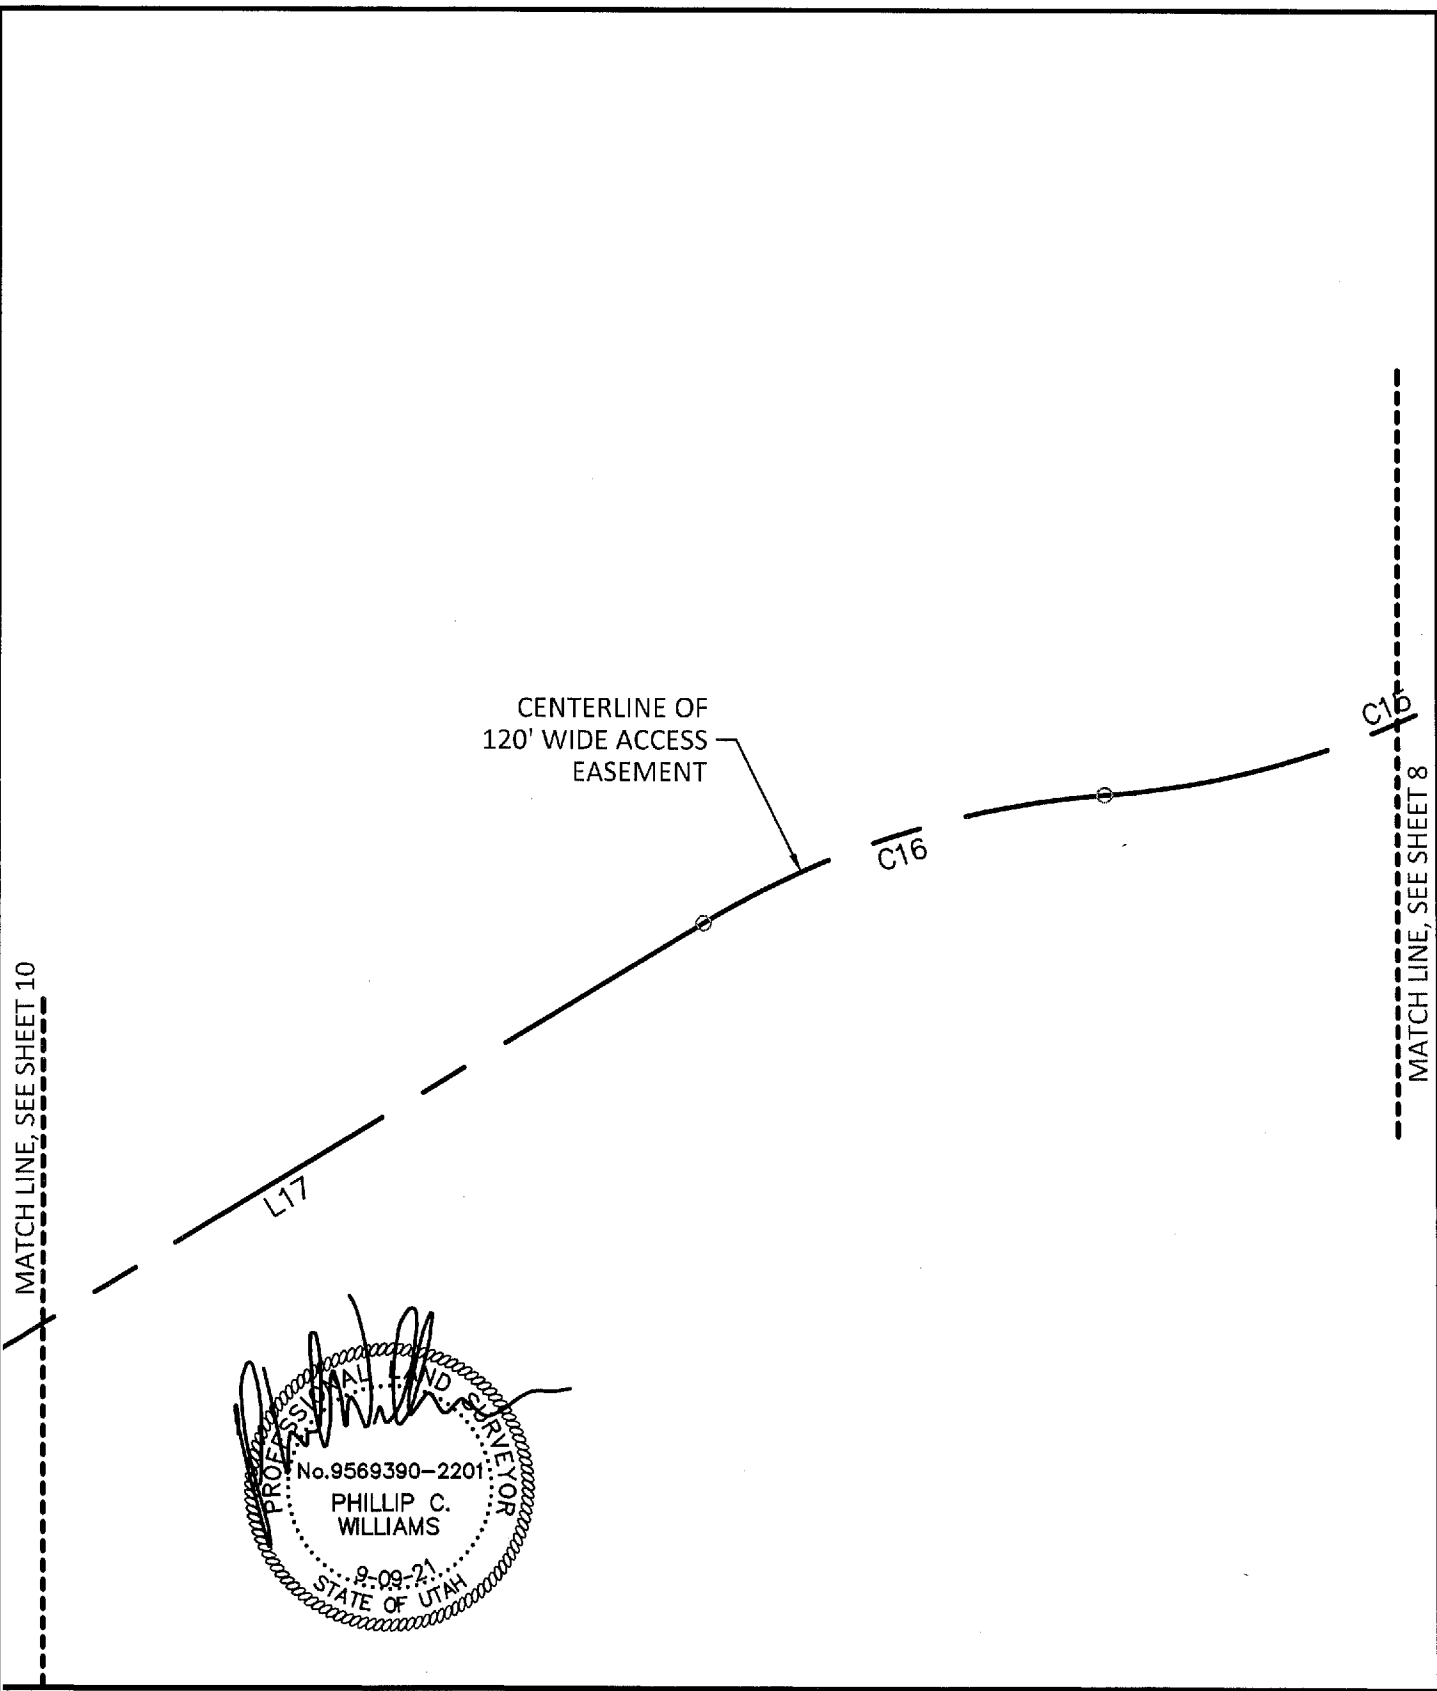 CENTERLINE OF
120' WIDE ACCESS
EASEMENT
C15
C16
MATCH LINE, SEE SHEET 8
MATCH LINE, SEE SHEET 10
L17
PROFESSIONAL LAND SURVEYOR
No.9569390-2201
PHILLIP C.
WILLIAMS
9-09-21
STATE OF UTAH